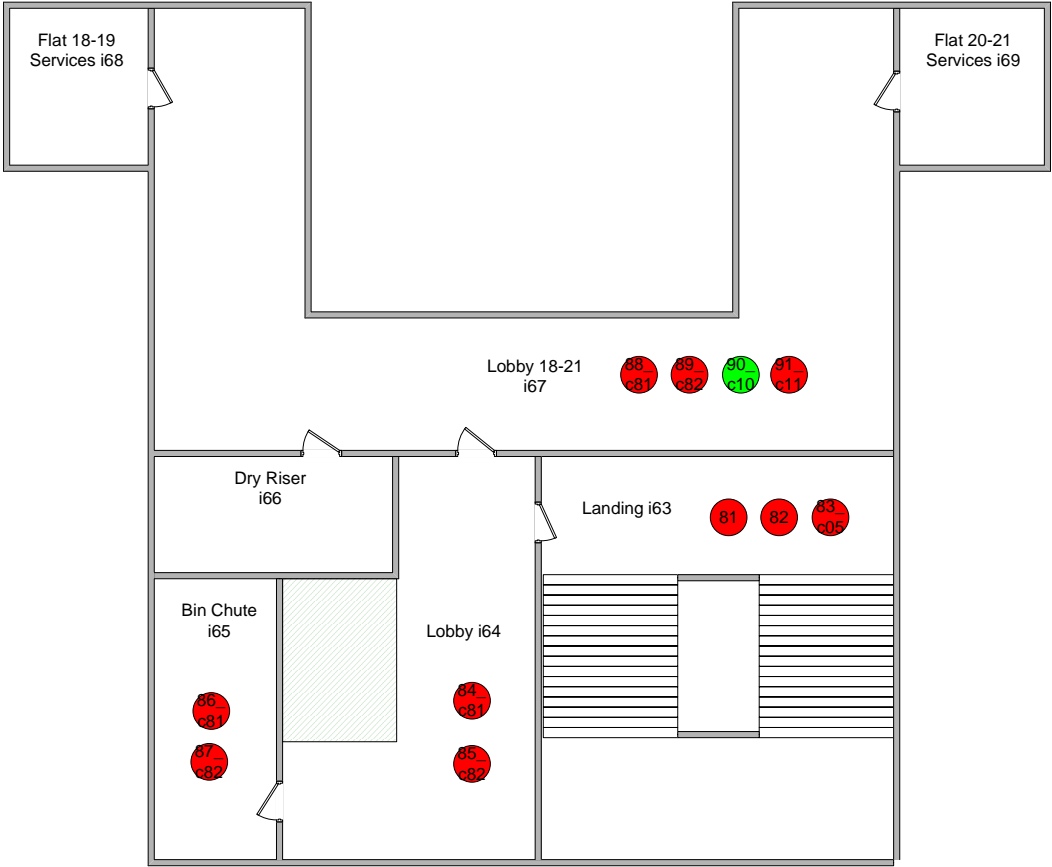 Flat 18-19
Services i68
Flat 20-21
Services i69
Lobby 18-21
i67
88_
c81
89_
c82
90_
c10
91_
c11
Dry Riser
i66
Landing i63
81
82
83_
c05
Bin Chute
i65
Lobby i64
86_
c81
84_
c81
87_
c82
85_
c82